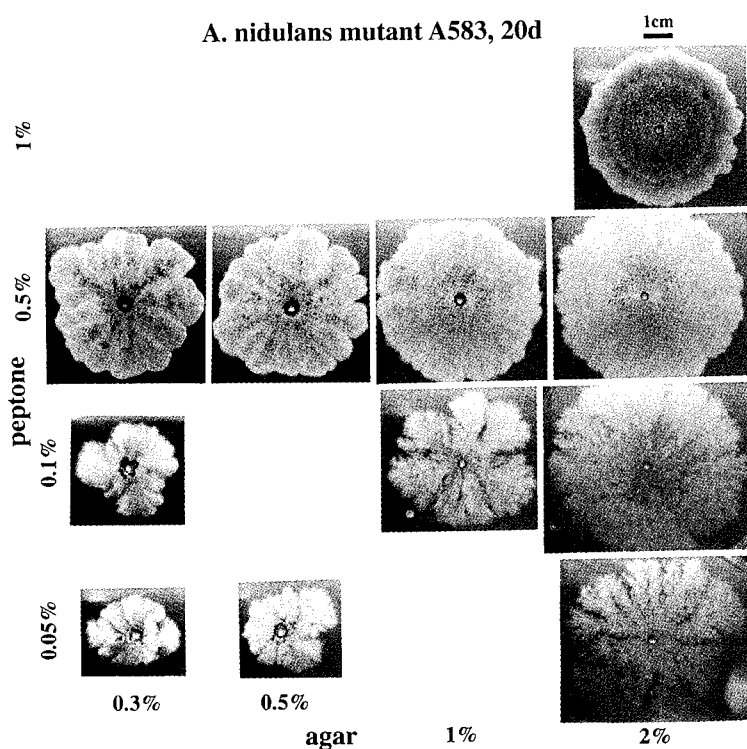 A. nidulans mutant A583, 20d
1cm
1%
0.5%
peptone
0.1%
0.05%
0.3%
0.5%
agar
1%
2%